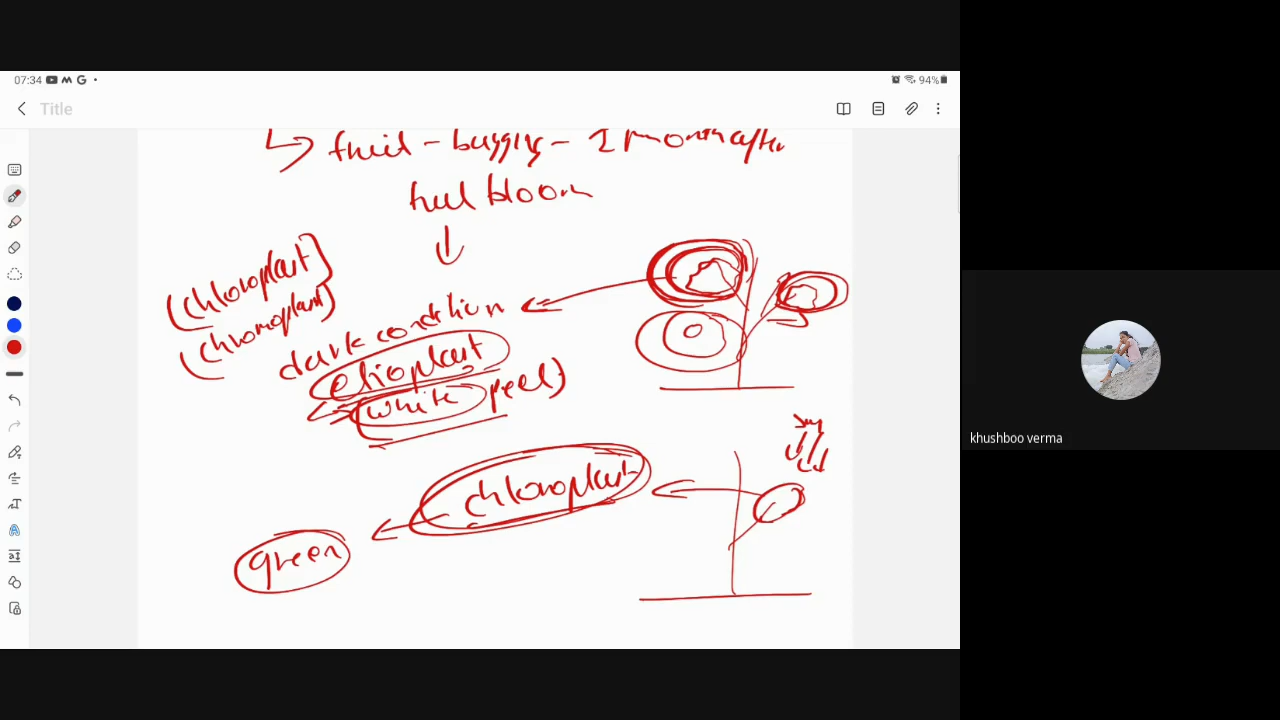 07:34
94%
Title
fruit - bagging - 1 month after
full bloom
(chloroplast)
(chromoplast)
dark condition
etioplast
(white peel)
chloroplast
green
khushboo verma